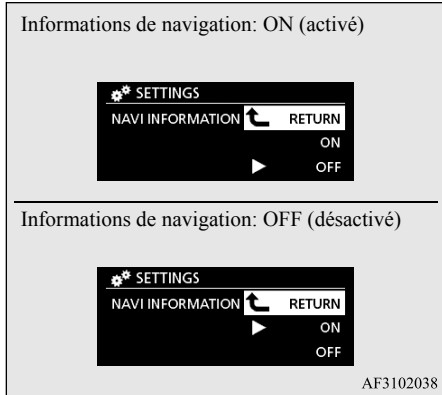 Informations de navigation: ON (activé)
SETTINGS
NAVI INFORMATION RETURN
ON
OFF
Informations de navigation: OFF (désactivé)
SETTINGS
NAVI INFORMATION RETURN
ON
OFF
AF3102038